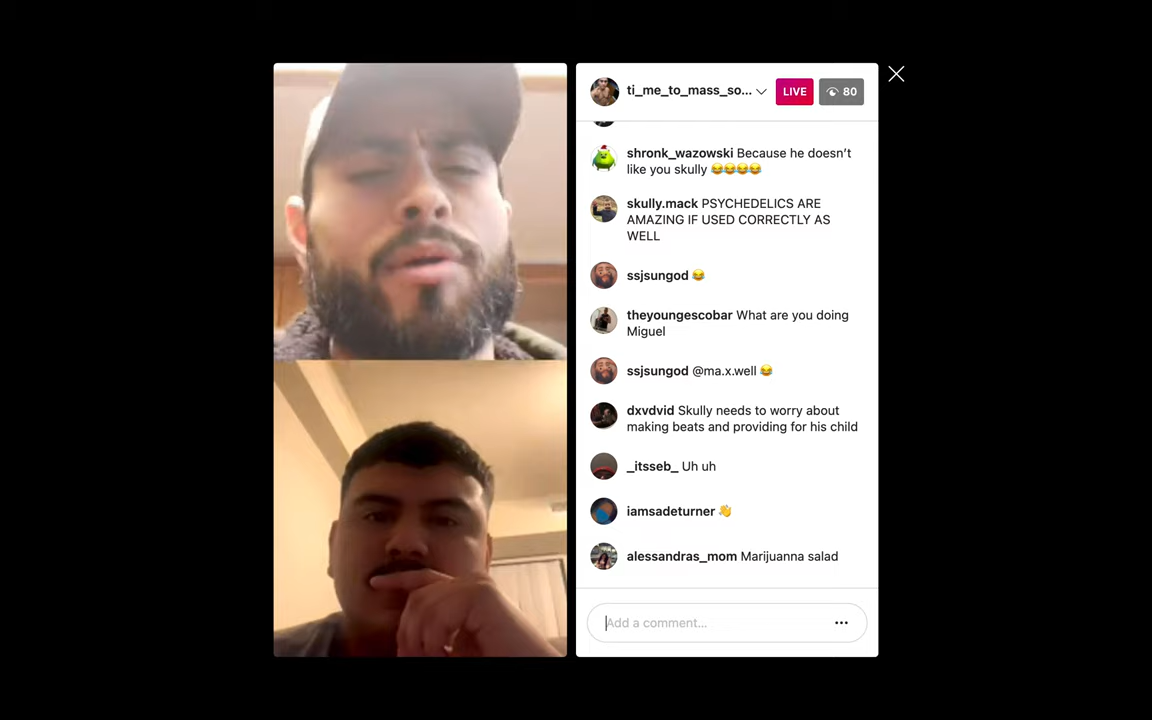 ti_me_to_mass_so...
LIVE
80
shronk_wazowski Because he doesn't
like you skully 😂😂😂😂
skully.mack PSYCHEDELICS ARE
AMAZING IF USED CORRECTLY AS
WELL
ssjsungod 😂
theyoungescobar What are you doing
Miguel
ssjsungod @ma.x.well 😂
dxvdvid Skully needs to worry about
making beats and providing for his child
_itsseb_ Uh uh
iamsadeturner 👏
alessandras_mom Marijuanna salad
Add a comment...